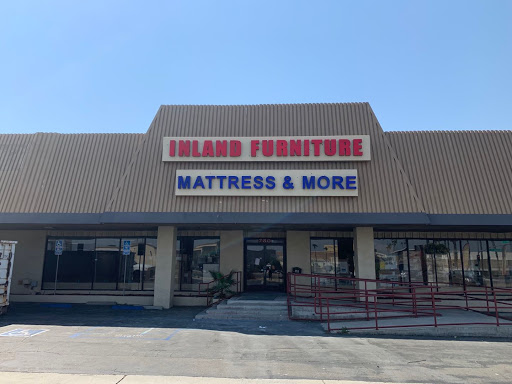 INLAND FURNITURE
MATTRESS & MORE